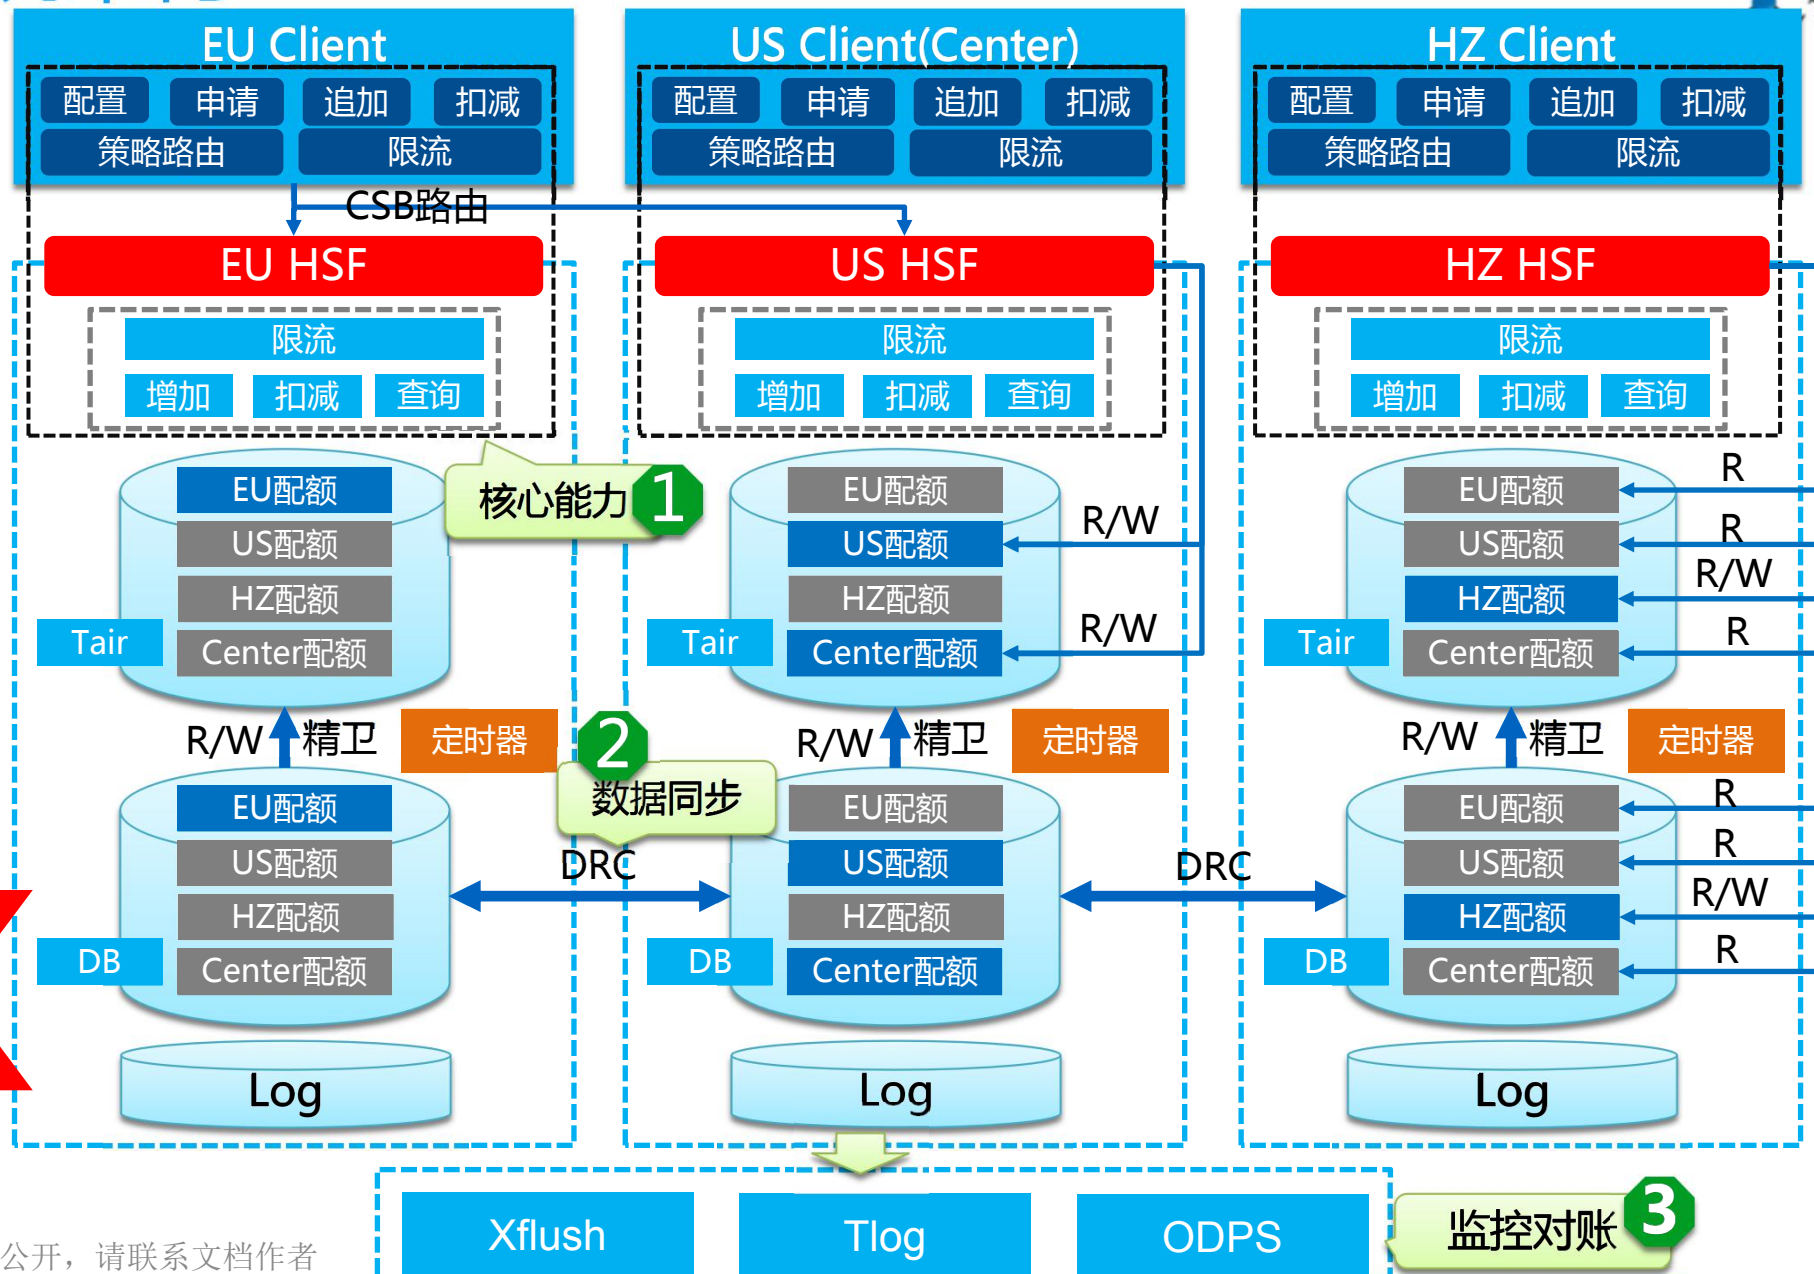 EU Client
US Client(Center)
HZ Client
配置 申请 追加 扣减
配置 申请 追加 扣减
配置 申请 追加 扣减
策略路由 限流
策略路由 限流
策略路由 限流
CSB路由
EU HSF
US HSF
HZ HSF
限流
限流
限流
增加 扣减 查询
增加 扣减 查询
增加 扣减 查询
核心能力 1
EU配额
US配额
HZ配额
Center配额
Tair
EU配额
US配额
HZ配额
Center配额
Tair
R/W
R/W
EU配额
US配额
HZ配额
Center配额
Tair
R
R
R/W
R
R/W 精卫 定时器
R/W 精卫 定时器
R/W 精卫 定时器
2
数据同步
DRC
DRC
EU配额
US配额
HZ配额
Center配额
DB
EU配额
US配额
HZ配额
Center配额
DB
EU配额
US配额
HZ配额
Center配额
DB
R
R
R/W
R
Log
Log
Log
Xflush
Tlog
ODPS
监控对账 3
公开，请联系文档作者